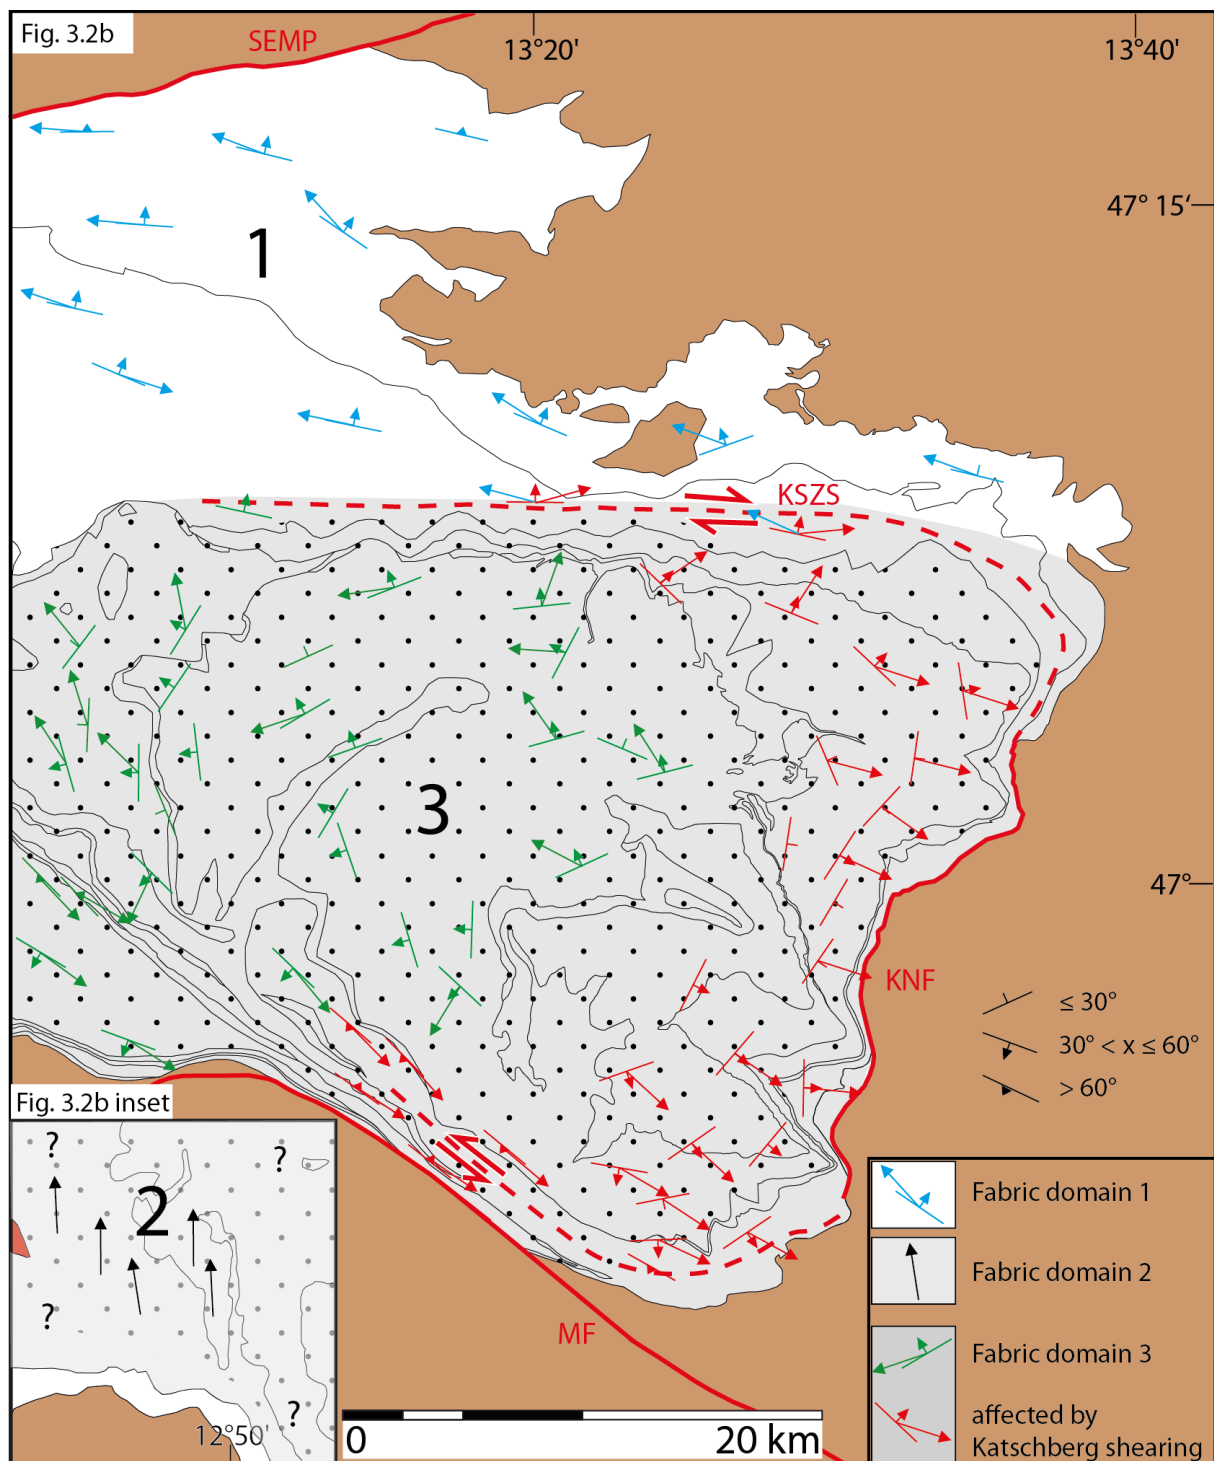 Fig. 3.2b
SEMP
13°20'
13°40'
47° 15‘
1
KSZS
3
47°
KNF
≤ 30°
30° < x ≤ 60°
> 60°
Fig. 3.2b inset
?
?
2
?
?
12°50'
MF
0
20 km
Fabric domain 1
Fabric domain 2
Fabric domain 3
affected by
Katschberg shearing